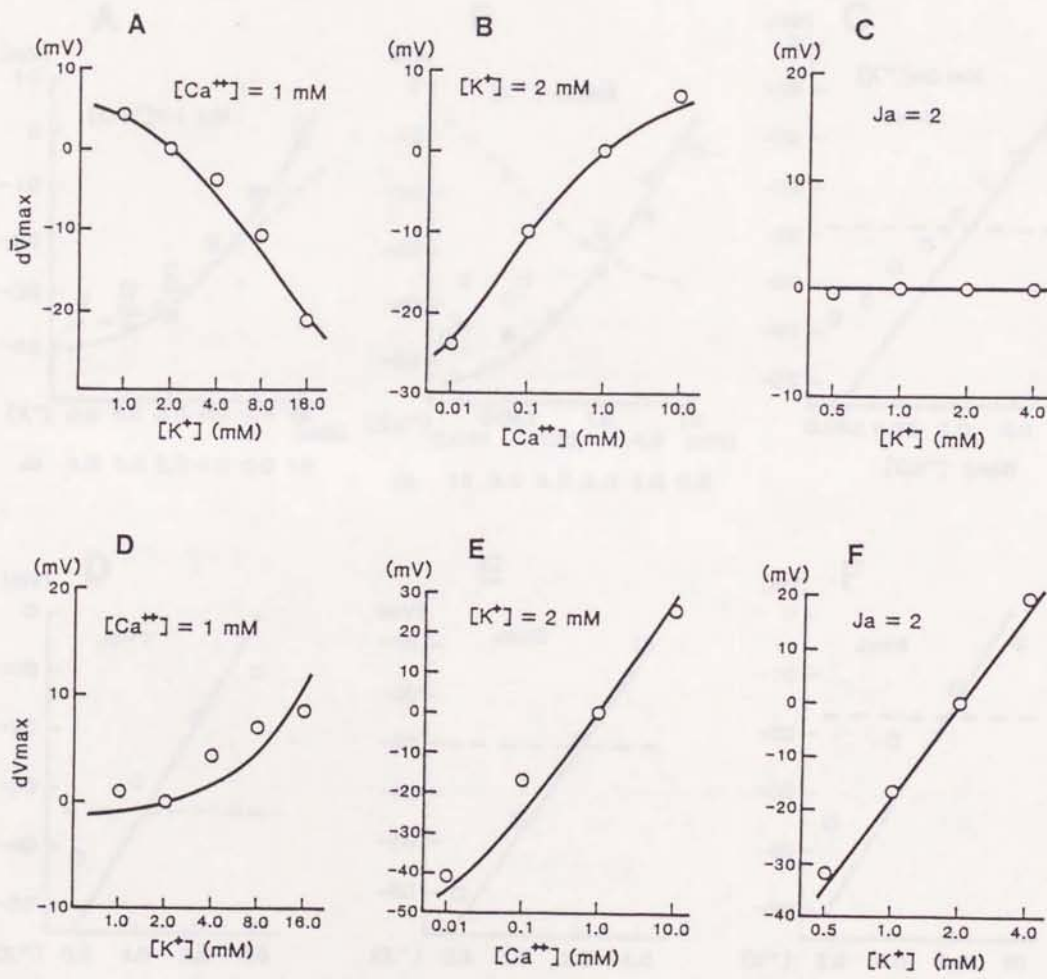 A
(mV)
[Ca⁺⁺] = 1 mM
10
0
-10
-20
dV̄max
1.0 2.0 4.0 8.0 16.0
[K⁺] (mM)
B
(mV)
[K⁺] = 2 mM
10
0
-10
-20
-30
0.01 0.1 1.0 10.0
[Ca⁺⁺] (mM)
C
(mV)
Ja = 2
20
10
0
-10
0.5 1.0 2.0 4.0
[K⁺] (mM)
D
(mV)
[Ca⁺⁺] = 1 mM
20
10
0
-10
dVmax
1.0 2.0 4.0 8.0 16.0
[K⁺] (mM)
E
(mV)
[K⁺] = 2 mM
30
20
10
0
-10
-20
-30
-40
-50
0.01 0.1 1.0 10.0
[Ca⁺⁺] (mM)
F
(mV)
Ja = 2
20
10
0
-10
-20
-30
-40
0.5 1.0 2.0 4.0
[K⁺] (mM)